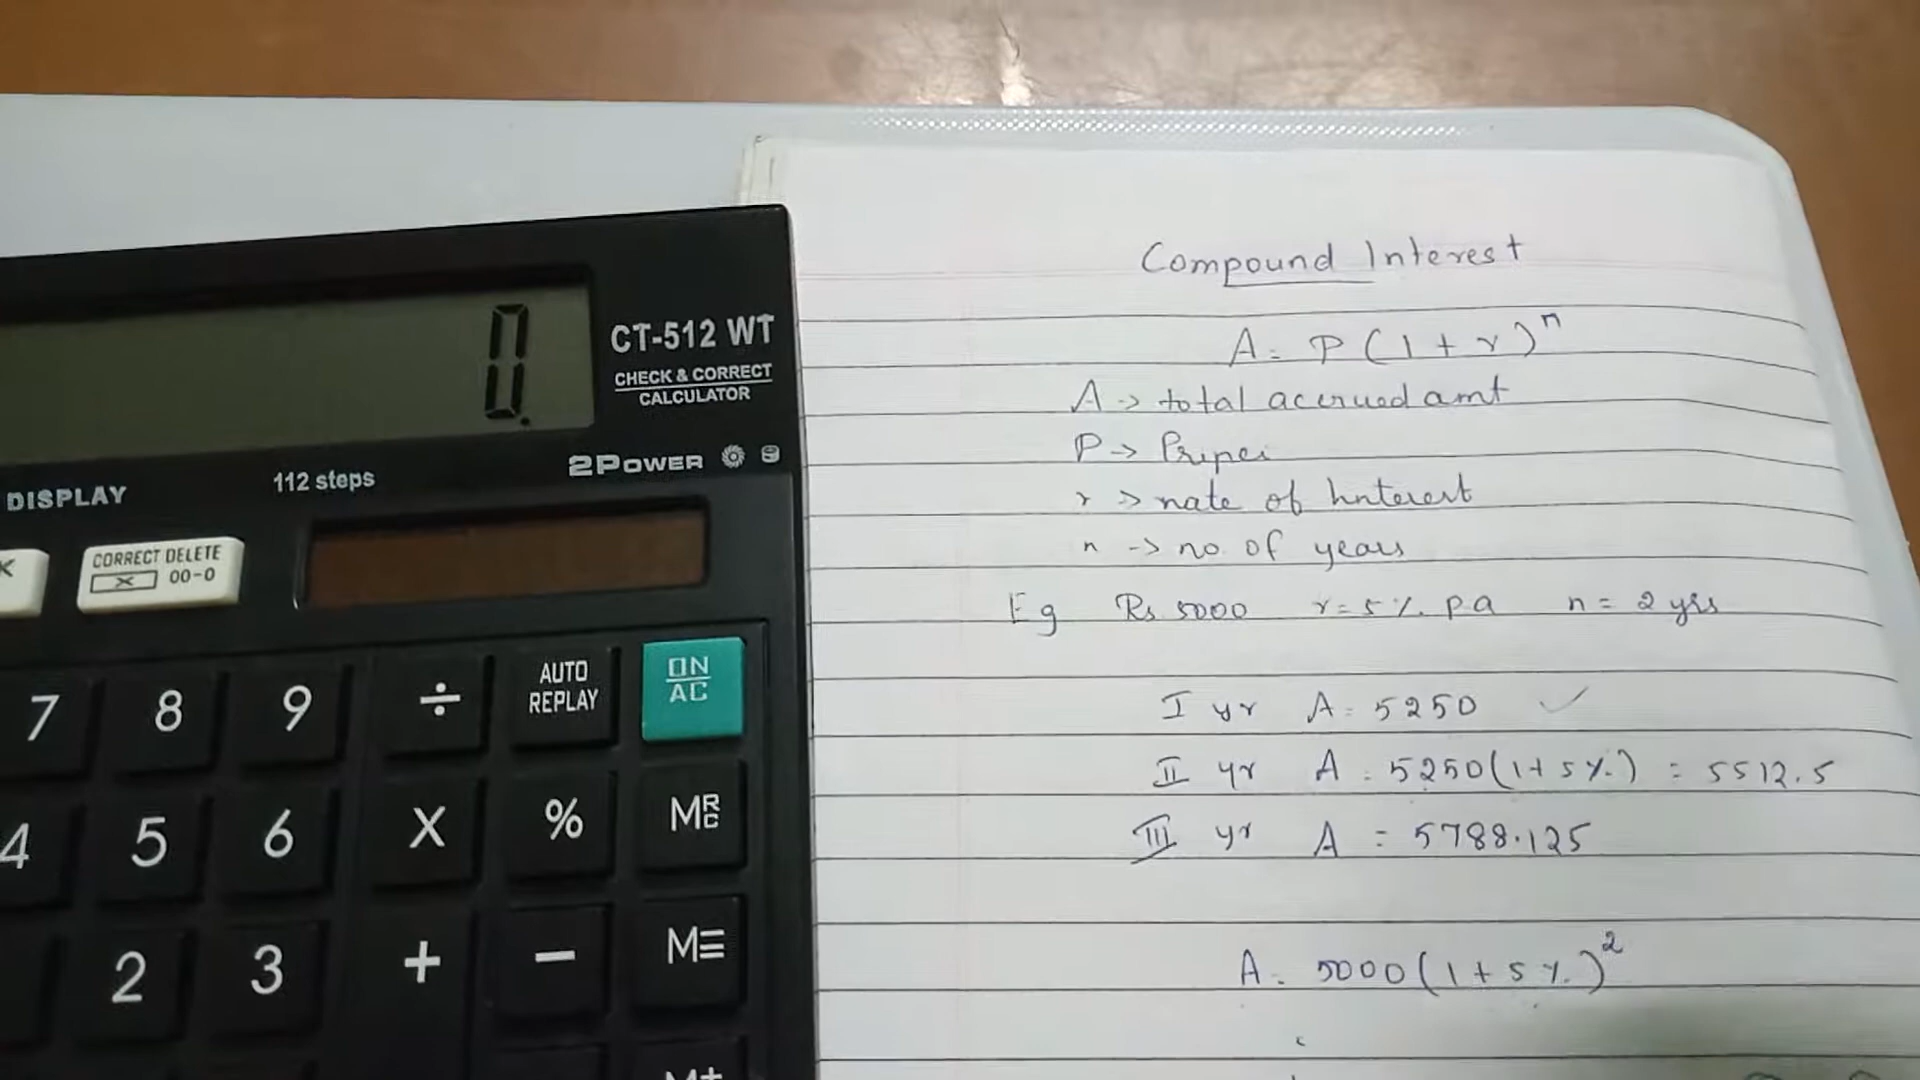 0.
CT-512 WT
CHECK & CORRECT
CALCULATOR
2POWER
DISPLAY
112 steps
K
CORRECT DELETE
X 00-0
7 8 9 ÷ AUTO REPLAY ON/AC
4 5 6 X % MRC
2 3 + − M=
M+
Compound Interest
A = P(1+r)ⁿ
A -> total accrued amt
P -> Pripci
r -> rate of Interest
n -> no of years
Eg Rs. 5000 r = 5%. pa n = 2 yrs
I yr A = 5250 ✓
II yr A = 5250(1+5%.) = 5512.5
III yr A = 5788.125
A = 5000(1+5%.)²